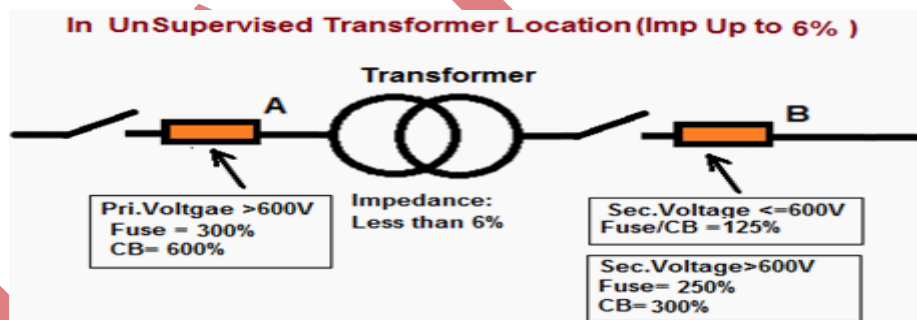 In UnSupervised Transformer Location (Imp Up to 6% )
Transformer
A
B
Pri.Voltgae >600V
Fuse = 300%
CB= 600%
Impedance:
Less than 6%
Sec.Voltage <=600V
Fuse/CB =125%
Sec.Voltage>600V
Fuse= 250%
CB= 300%